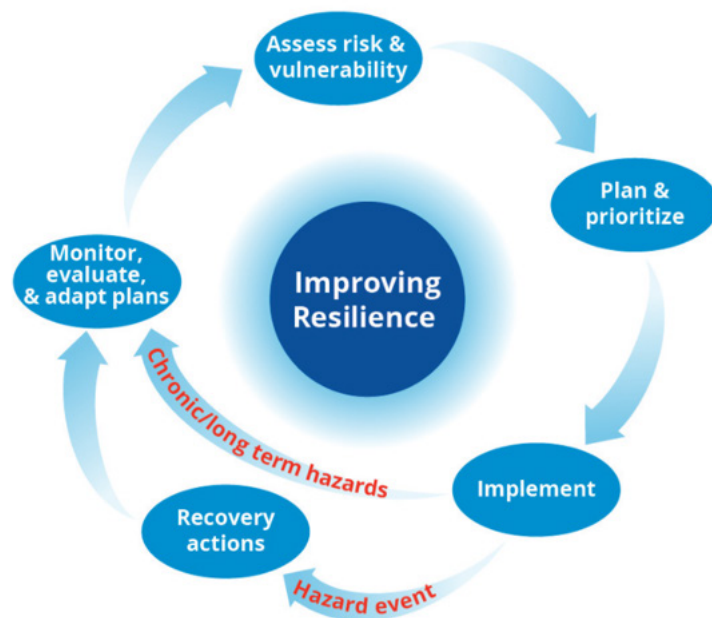 Assess risk &
vulnerability
Plan &
prioritize
Monitor,
evaluate,
& adapt plans
Improving
Resilience
Chronic/long term hazards
Implement
Recovery
actions
Hazard event